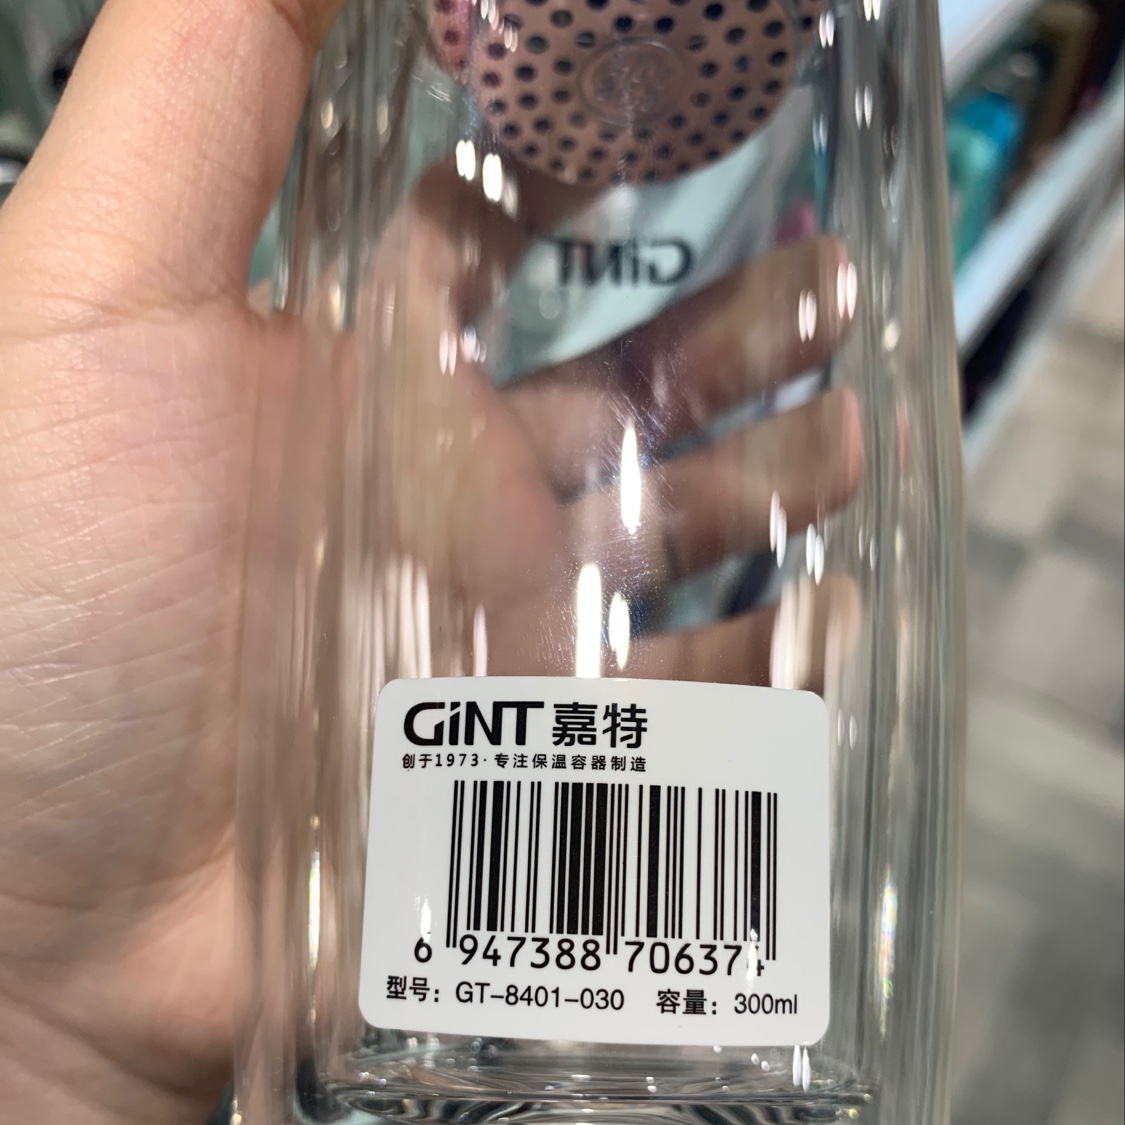 GiNT
GiNT 嘉特
创于1973·专注保温容器制造
6 947388 706374
型号：GT-8401-030 容量：300ml